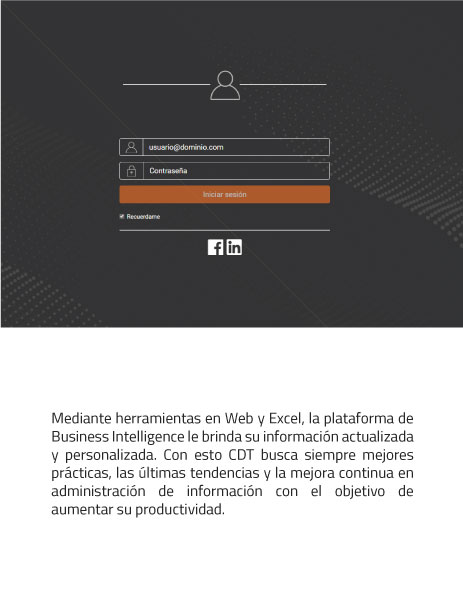 usuario@dominio.com
Contraseña
Iniciar sesión
Recuerdame
Mediante herramientas en Web y Excel, la plataforma de
Business Intelligence le brinda su información actualizada
y personalizada. Con esto CDT busca siempre mejores
prácticas, las últimas tendencias y la mejora continua en
administración de información con el objetivo de
aumentar su productividad.